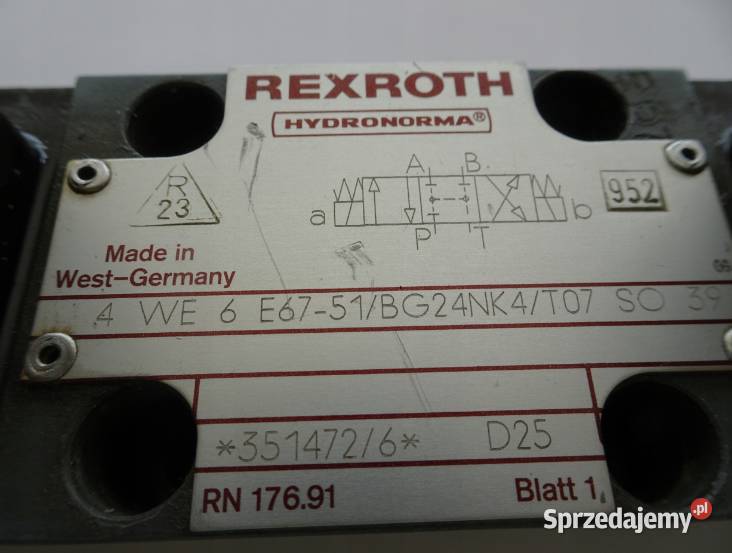 REXROTH
HYDRONORMA®
R
23
A B
a b
P T
952
Made in
West-Germany
4 WE 6 E67-51/BG24NK4/T07 SO 39
*351472/6* D25
RN 176.91 Blatt 1
Sprzedajemy.pl